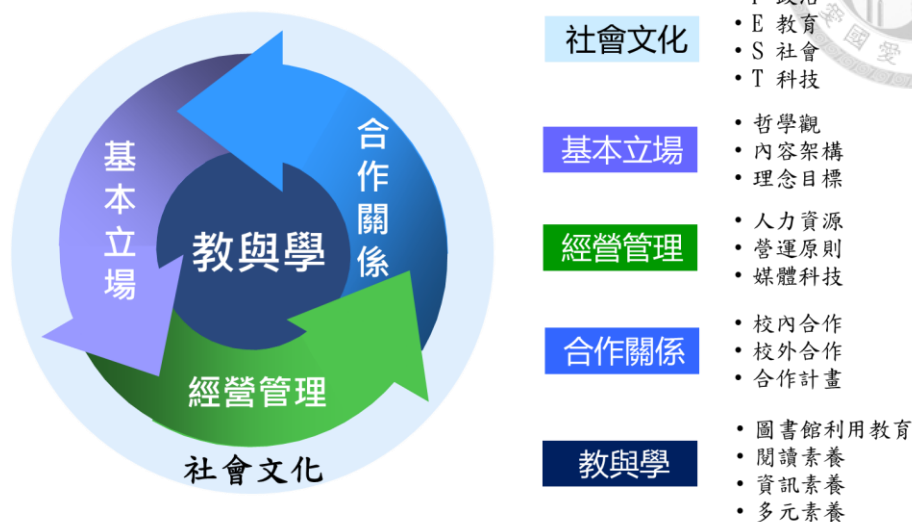 基本立場
合作關係
教與學
經營管理
社會文化
社會文化
• E 教育
• S 社會
• T 科技
基本立場
• 哲學觀
• 內容架構
• 理念目標
經營管理
• 人力資源
• 營運原則
• 媒體科技
合作關係
• 校內合作
• 校外合作
• 合作計畫
教與學
• 圖書館利用教育
• 閱讀素養
• 資訊素養
• 多元素養
愛
國
愛